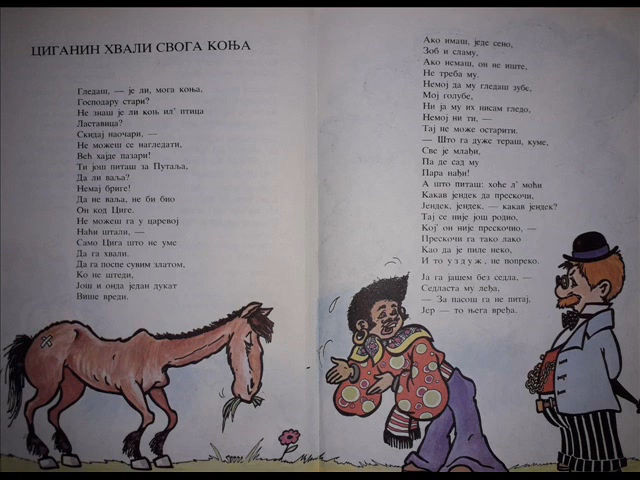 ЦИГАНИН ХВАЛИ СВОГА КОЊА
Гледаш, — је ли, мога коња,
Господару стари?
Не знаш је ли коњ ил' птица
Ластавица?
Скидај наочари, —
Не можеш се нагледати,
Већ хајде пазари!
Ти још питаш за Путаља,
Да ли ваља?
Немај бриге!
Да не ваља, не би био
Он код Циге.
Не можеш га у царевој
Наћи штали, —
Само Цига што не уме
Да га хвали.
Да га поспе сувим златом,
Ко не штеди,
Још и онда један дукат
Више вреди.
Ако имаш, једе сено,
Зоб и сламу,
Ако немаш, он не иште,
Не треба му.
Немој да му гледаш зубе,
Мој голубе,
Ни ја му их нисам гледо,
Немој ни ти, —
Тај не може остарити.
— Што га дуже тераш, куме,
Све је млађи,
Па де сад му
Пара нађи!
А што питаш: хоће л' моћи
Какав јендек да прескочи,
Јендек, јендек, — какав јендек?
Тај се није још родио,
Кој' он није прескочио, —
Прескочи га тако лако
Као да је пиле неко,
И то уздуж, не попреко.
Ја га јашем без седла, —
Седласта му леђа,
— За пасош га не питај,
Јер — то њега вређа.